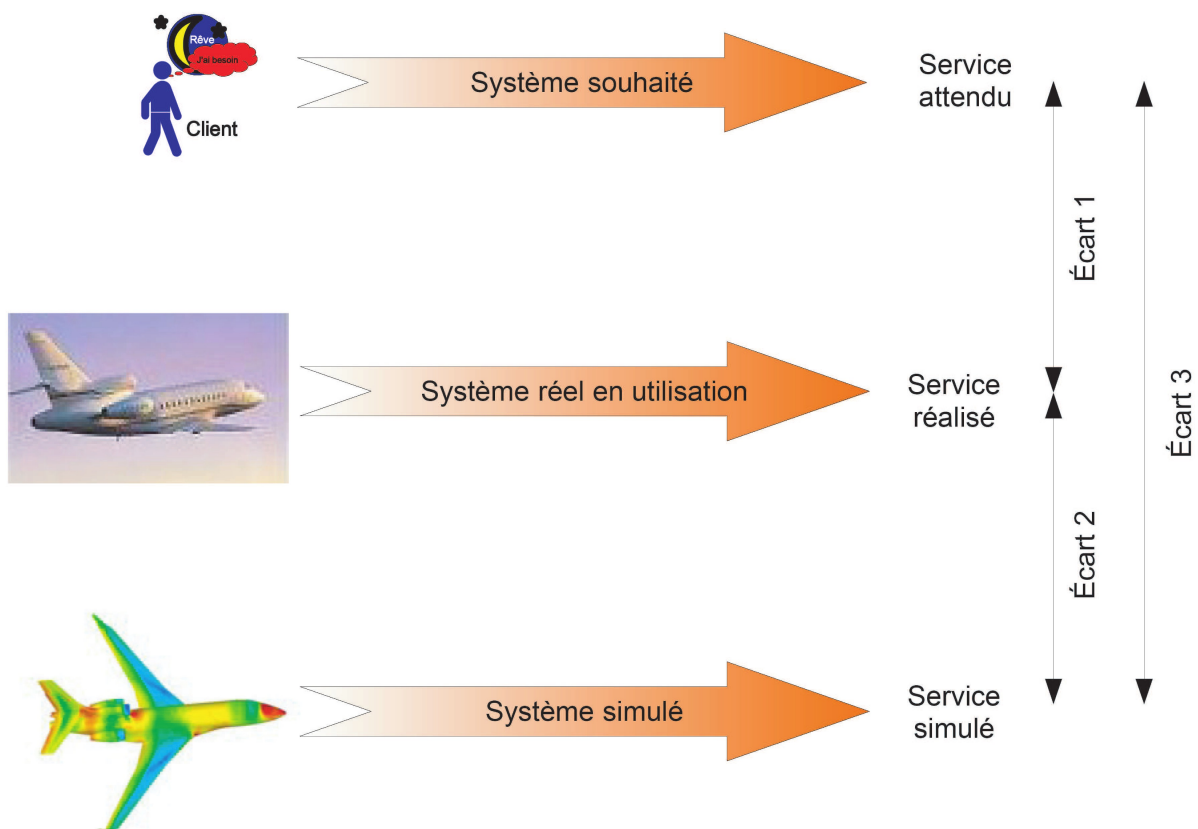 Rêve
J'ai besoin
Client
Système souhaité
Service
attendu
Écart 1
Écart 3
Système réel en utilisation
Service
réalisé
Écart 2
Système simulé
Service
simulé